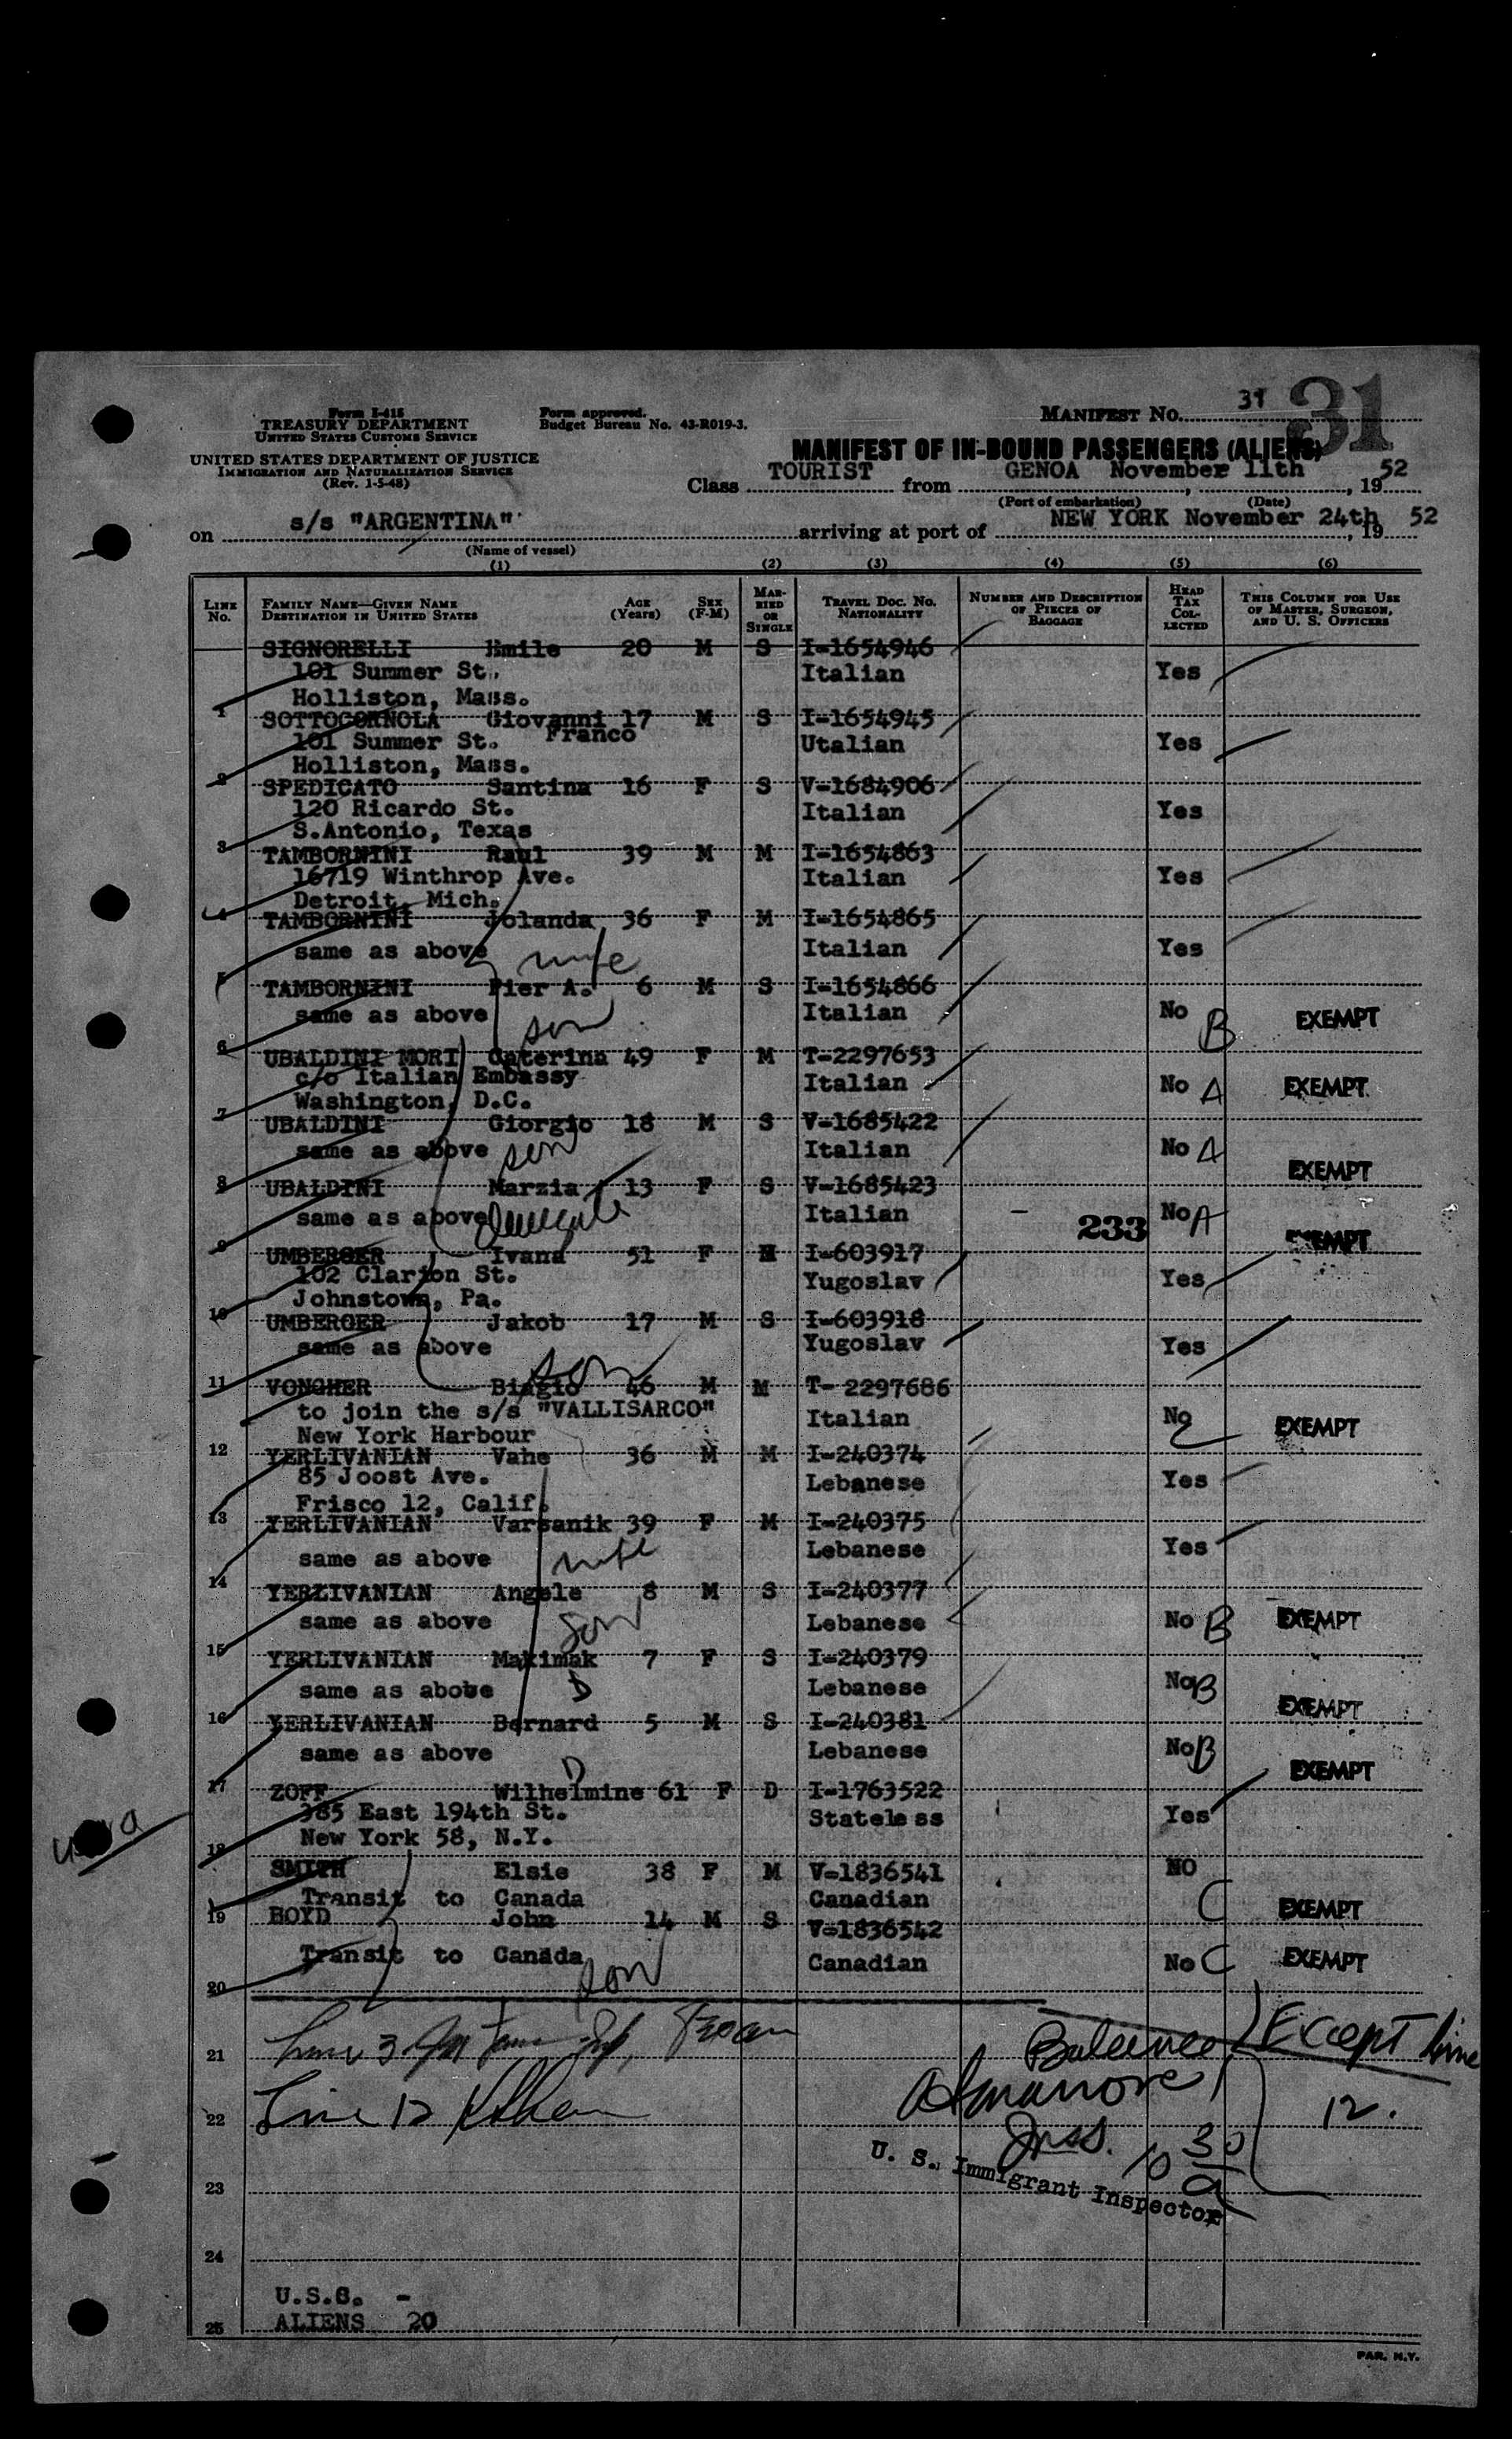 Form I-415
TREASURY DEPARTMENT
UNITED STATES CUSTOMS SERVICE
UNITED STATES DEPARTMENT OF JUSTICE
IMMIGRATION AND NATURALIZATION SERVICE
(Rev. 1-5-48)
Form approved.
Budget Bureau No. 43-R019-3.
MANIFEST No. 31 31
MANIFEST OF IN-BOUND PASSENGERS (ALIENS)
Class TOURIST from GENOA November 11th, 1952
(Port of embarkation) (Date)
on s/s "ARGENTINA" arriving at port of NEW YORK November 24th, 1952
(Name of vessel)
(1) (2) (3) (4) (5) (6)
LINE No. FAMILY NAME—GIVEN NAME DESTINATION IN UNITED STATES AGE (Years) SEX (F-M) MARRIED OR SINGLE TRAVEL DOC. NO. NATIONALITY NUMBER AND DESCRIPTION OF PIECES OF BAGGAGE HEAD TAX COLLECTED THIS COLUMN FOR USE OF MASTER, SURGEON, AND U. S. OFFICERS
SIGNORELLI Emile 20 M S I-1654946
101 Summer St. Italian Yes
Holliston, Mass.
1 SOTTOCORNOLA Giovanni 17 M S I-1654945
101 Summer St. Franco Utalian Yes
Holliston, Mass.
2 SPEDICATO Santina 16 F S V-1684906
120 Ricardo St. Italian Yes
S.Antonio, Texas
3 TAMBORNINI Raul 39 M M I-1654863
16719 Winthrop Ave. Italian Yes
Detroit, Mich.
4 TAMBORNINI Jolanda 36 F M I-1654865
same as above wife Italian Yes
5 TAMBORNINI Pier A. 6 M S I-1654866
same as above son Italian No B EXEMPT
6 UBALDINI MORI Caterina 49 F M T-2297653
c/o Italian Embassy Italian No A EXEMPT
Washington, D.C.
7 UBALDINI Giorgio 18 M S V-1685422
same as above son Italian No A EXEMPT
8 UBALDINI Marzia 13 F S V-1685423
same as above Italian - 233 No A EXEMPT
9 UMBERGER Ivana 51 F M I-603917
102 Clarion St. Yugoslav Yes
Johnstown, Pa.
10 UMBERGER Jakob 17 M S I-603918
same as above son Yugoslav Yes
11 VONGHER Biagio 46 M M T- 2297686
to join the s/s "VALLISARCO" Italian No EXEMPT
New York Harbour
12 YERLIVANIAN Vahe 36 M M I-240374
85 Joost Ave. Lebanese Yes
Frisco 12, Calif.
13 YERLIVANIAN Varsanik 39 F M I-240375
same as above wife Lebanese Yes
14 YERLIVANIAN Angele 8 M S I-240377
same as above son Lebanese No B EXEMPT
15 YERLIVANIAN Makimak 7 F S I-240379
same as above D Lebanese No B EXEMPT
16 YERLIVANIAN Bernard 5 M S I-240381
same as above D Lebanese No B EXEMPT
17 ZOFF Wilhelmine 61 F D I-1763522
385 East 194th St. Stateless Yes
New York 58, N.Y.
18
SMITH Elsie 38 F M V-1836541 NO
Transit to Canada Canadian C EXEMPT
19 BOYD John 14 M S V-1836542
Transit to Canada son Canadian No C EXEMPT
20
21 Line 3 Balance Except line
22 Line 12 12.
Insp. 10 30 a
U. S. Immigrant Inspector
23
24
U.S.C. -
25 ALIENS 20
PAR. N.Y.